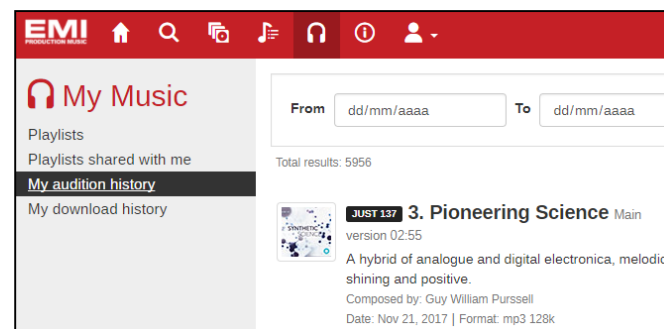 EMI
PRODUCTION MUSIC
My Music
Playlists
Playlists shared with me
My audition history
My download history
From dd/mm/aaaa To dd/mm/aaaa
Total results: 5956
SYNTHETIC
SCIENCE
JUST 137 3. Pioneering Science Main
version 02:55
A hybrid of analogue and digital electronica, melodic
shining and positive.
Composed by: Guy William Purssell
Date: Nov 21, 2017 | Format: mp3 128k